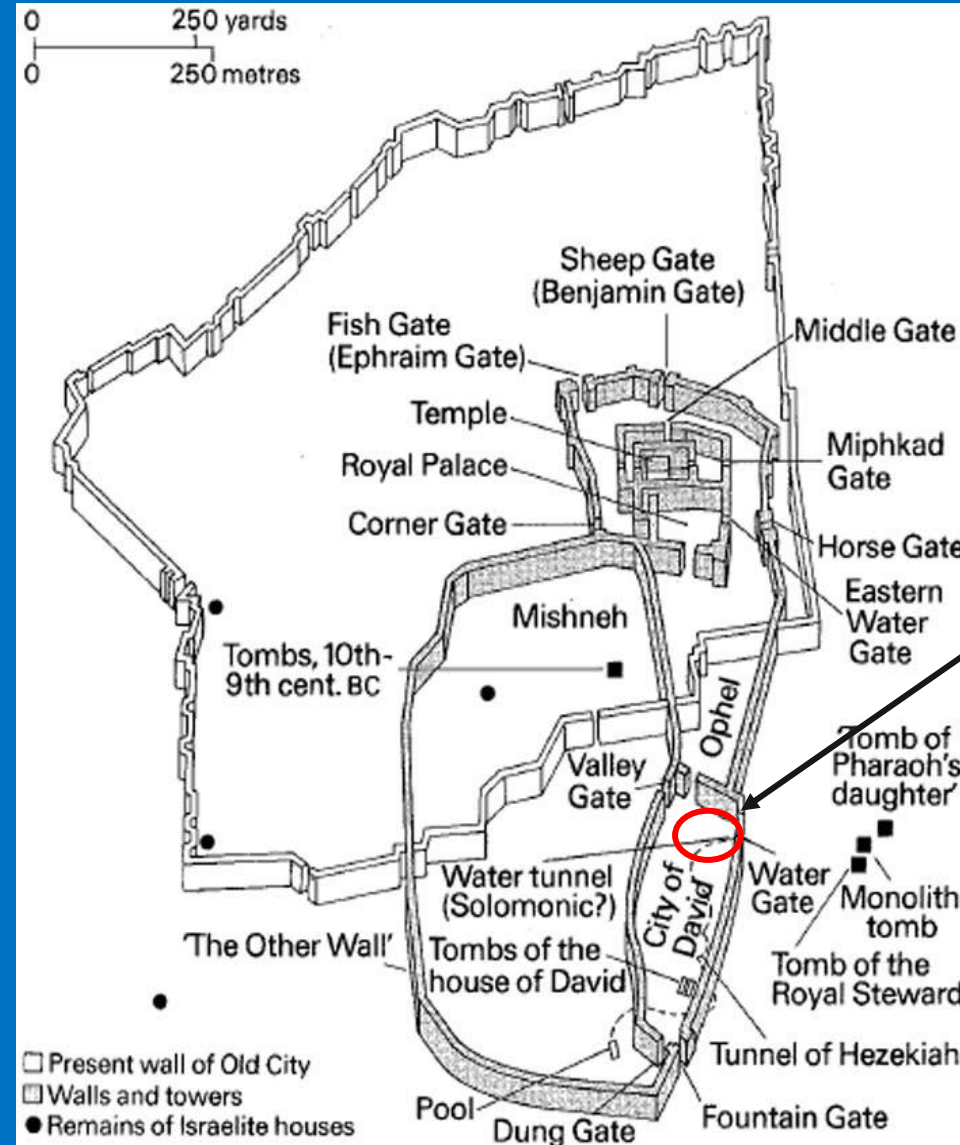 0 250 yards
0 250 metres
Sheep Gate
(Benjamin Gate)
Fish Gate
(Ephraim Gate)
Middle Gate
Temple
Miphkad
Gate
Royal Palace
Corner Gate
Horse Gate
Eastern
Water
Gate
Mishneh
Tombs, 10th-
9th cent. BC
Ophel
'Tomb of
Pharaoh's
daughter'
Valley
Gate
Water tunnel
(Solomonic?)
City of
David
Water
Gate
Monolith
tomb
'The Other Wall'
Tombs of the
house of David
Tomb of the
Royal Steward
Tunnel of Hezekiah
Present wall of Old City
Walls and towers
Remains of Israelite houses
Pool
Dung Gate
Fountain Gate